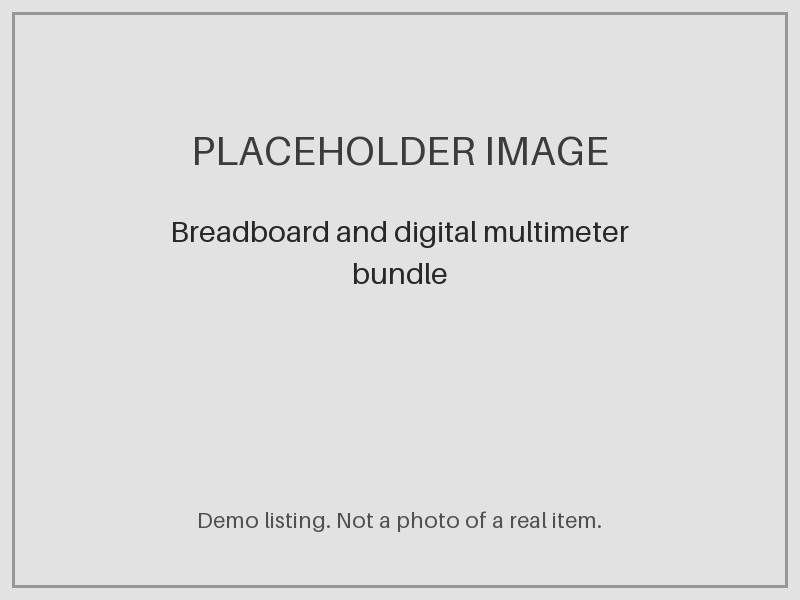 PLACEHOLDER IMAGE
Breadboard and digital multimeter
bundle
Demo listing. Not a photo of a real item.